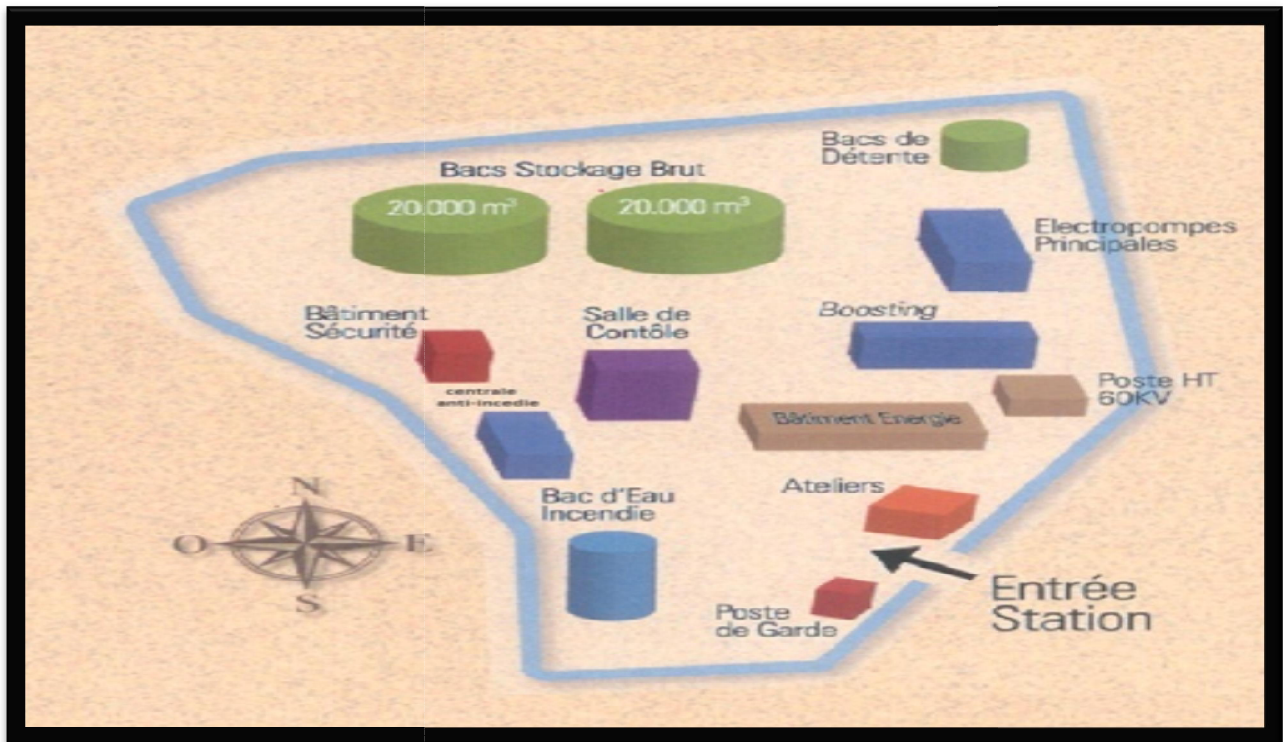 Bacs de
Détente
Bacs Stockage Brut
20.000 m³
20.000 m³
Electropompes
Principales
Boosting
Bâtiment
Sécurité
Salle de
Contôle
centrale
anti-incedie
Poste HT
60KV
Bâtiment Energie
Ateliers
Bac d'Eau
Incendie
N
O
E
S
Entrée
Station
Poste
de Garde